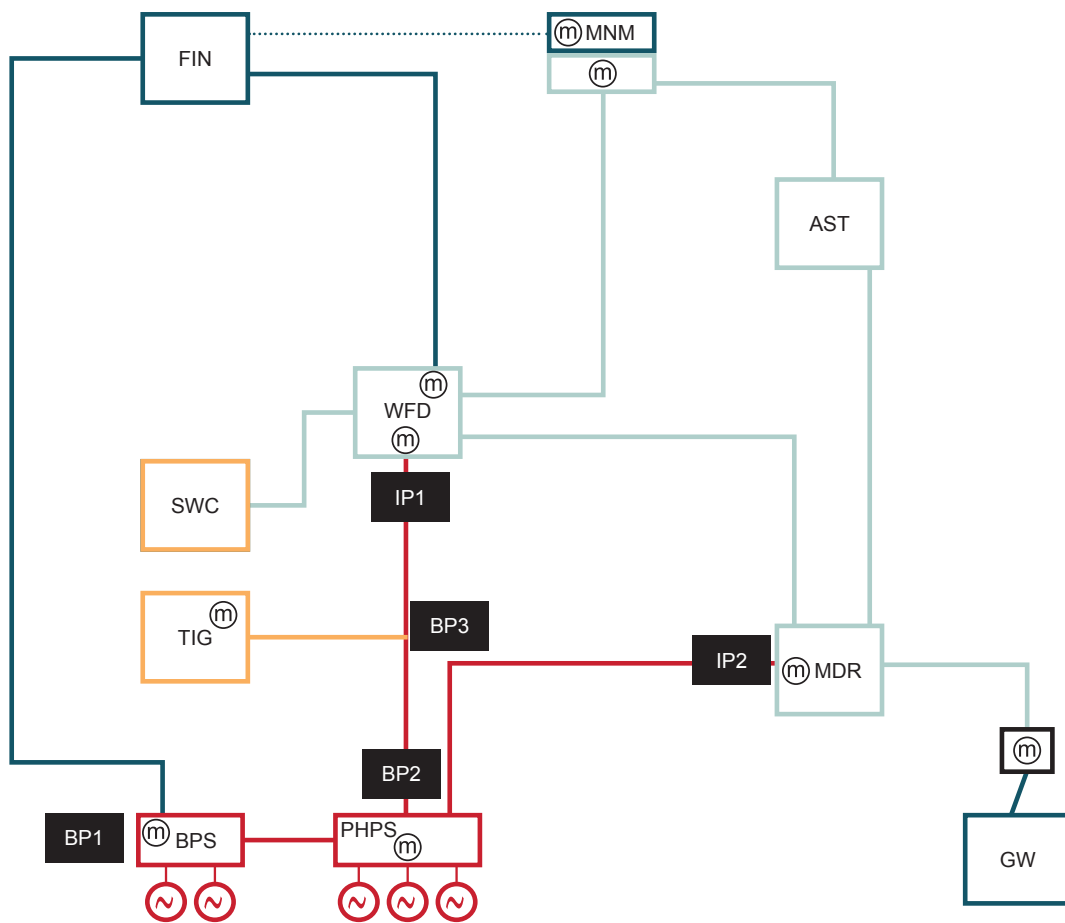 FIN
m MNM
m
AST
m
WFD
m
IP1
SWC
m
TIG
BP3
IP2
m MDR
m
BP2
BP1
m
BPS
PHPS
m
GW
~ ~ ~ ~ ~